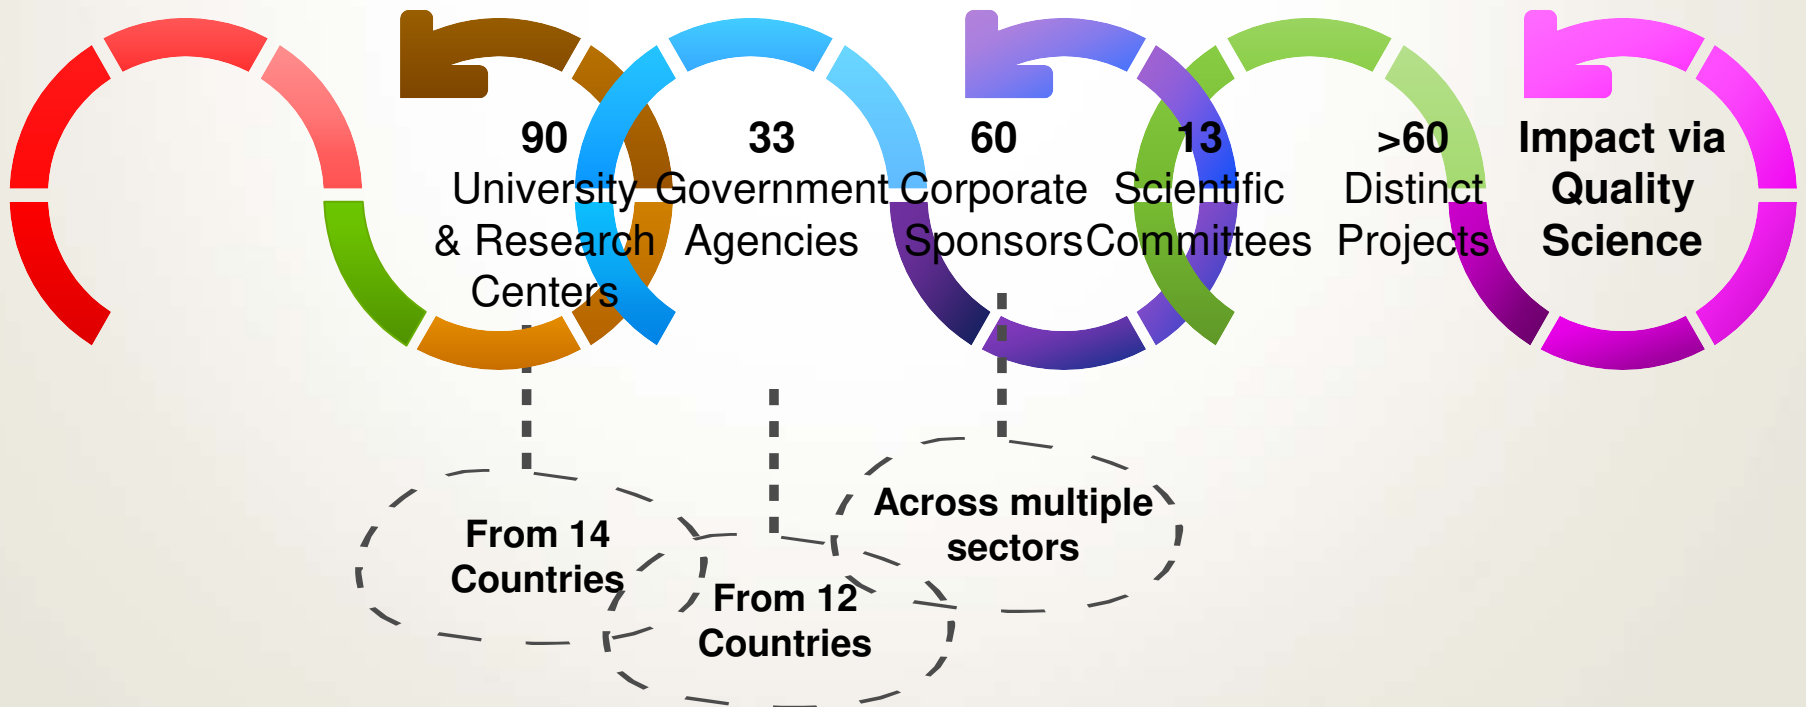 90
University
& Research
Centers
33
Government
Agencies
60
Corporate
Sponsors
13
Scientific
Committees
>60
Distinct
Projects
Impact via
Quality
Science
From 14
Countries
From 12
Countries
Across multiple
sectors